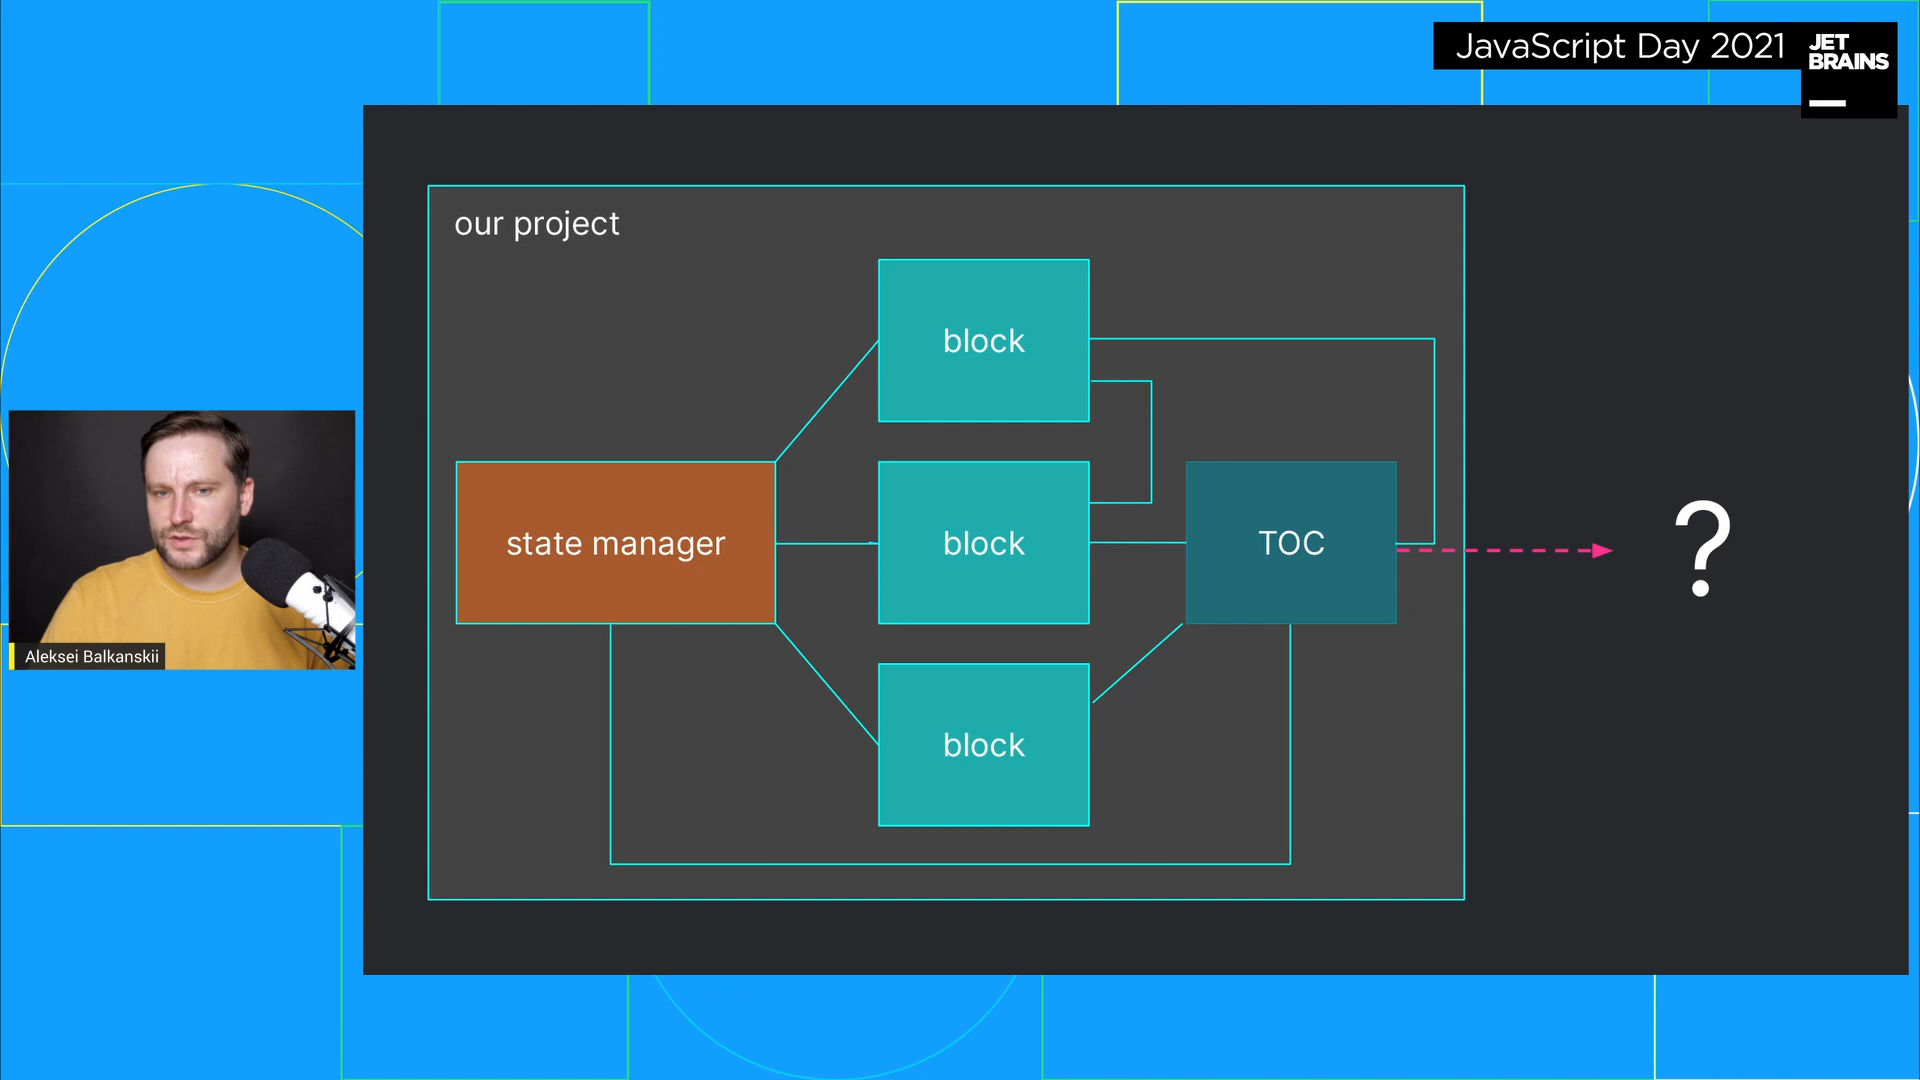 JavaScript Day 2021
JET
BRAINS
our project
block
state manager
block
TOC
?
block
Aleksei Balkanskii